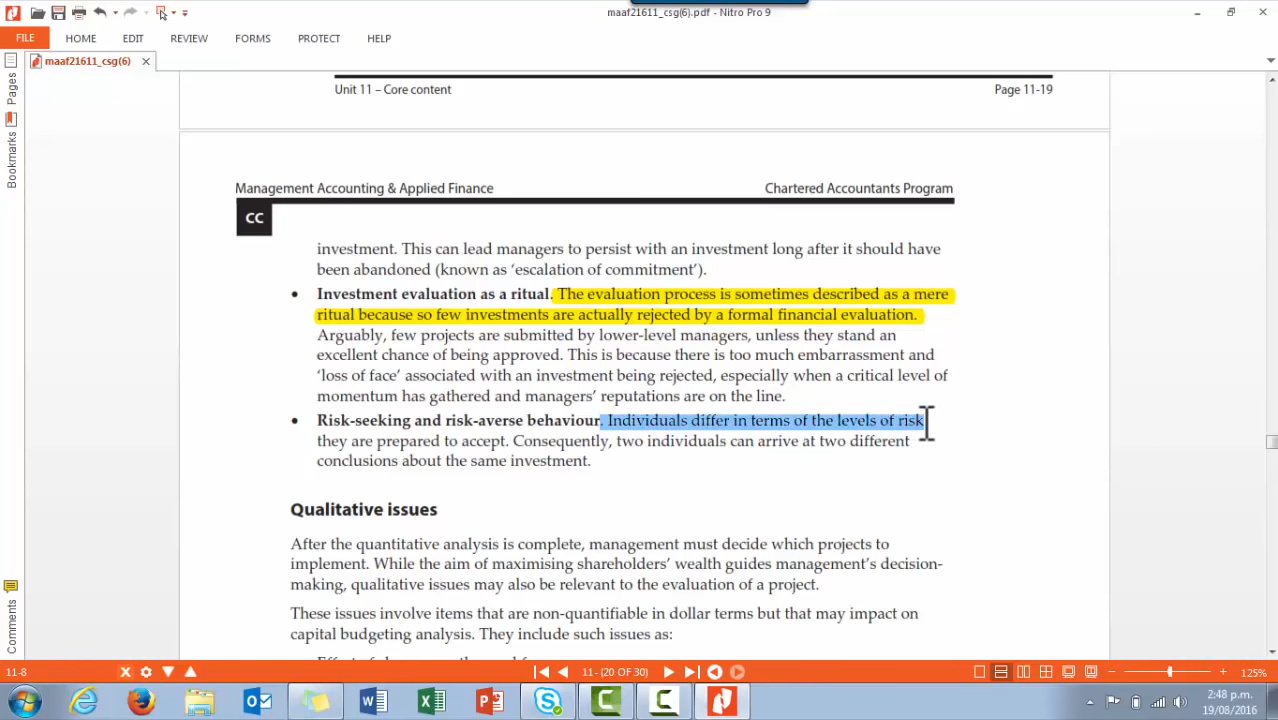 maaf21611_csg(6).pdf - Nitro Pro 9
FILE HOME EDIT REVIEW FORMS PROTECT HELP
maaf21611_csg(6)
Pages
Bookmarks
Comments
Unit 11 – Core content Page 11-19
Management Accounting & Applied Finance Chartered Accountants Program
CC
investment. This can lead managers to persist with an investment long after it should have
been abandoned (known as ‘escalation of commitment’).
• Investment evaluation as a ritual. The evaluation process is sometimes described as a mere
ritual because so few investments are actually rejected by a formal financial evaluation.
Arguably, few projects are submitted by lower-level managers, unless they stand an
excellent chance of being approved. This is because there is too much embarrassment and
‘loss of face’ associated with an investment being rejected, especially when a critical level of
momentum has gathered and managers’ reputations are on the line.
• Risk-seeking and risk-averse behaviour. Individuals differ in terms of the levels of risk
they are prepared to accept. Consequently, two individuals can arrive at two different
conclusions about the same investment.
Qualitative issues
After the quantitative analysis is complete, management must decide which projects to
implement. While the aim of maximising shareholders’ wealth guides management’s decision-
making, qualitative issues may also be relevant to the evaluation of a project.
These issues involve items that are non-quantifiable in dollar terms but that may impact on
capital budgeting analysis. They include such issues as:
11-8 11- (20 OF 30) 125%
2:48 p.m.
19/08/2016